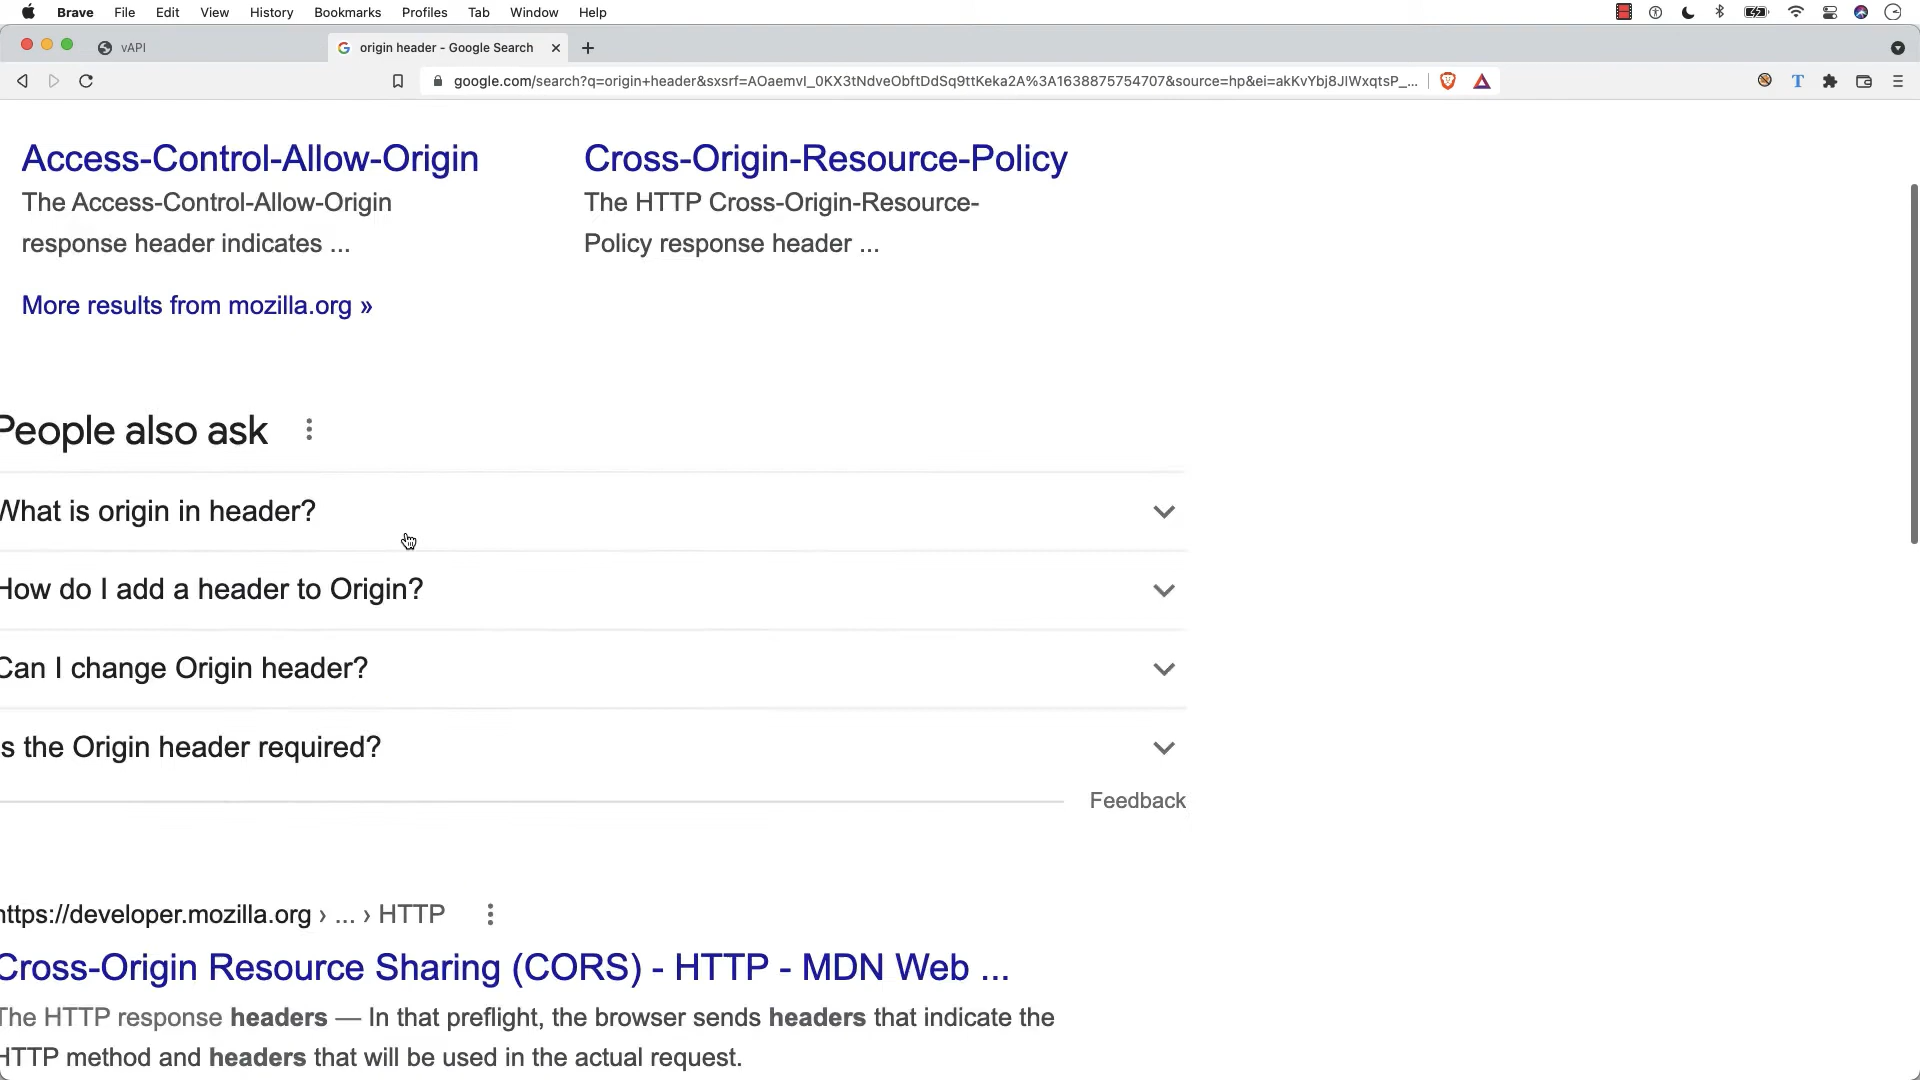 Brave File Edit View History Bookmarks Profiles Tab Window Help
vAPI
origin header - Google Search
google.com/search?q=origin+header&sxsrf=AOaemvI_0KX3tNdveObftDdSq9ttKeka2A%3A1638875754707&source=hp&ei=akKvYbj8JIWxqtsP_...
Access-Control-Allow-Origin
The Access-Control-Allow-Origin
response header indicates ...
Cross-Origin-Resource-Policy
The HTTP Cross-Origin-Resource-
Policy response header ...
More results from mozilla.org »
People also ask
What is origin in header?
How do I add a header to Origin?
Can I change Origin header?
Is the Origin header required?
Feedback
https://developer.mozilla.org › ... › HTTP
Cross-Origin Resource Sharing (CORS) - HTTP - MDN Web ...
The HTTP response headers — In that preflight, the browser sends headers that indicate the
HTTP method and headers that will be used in the actual request.